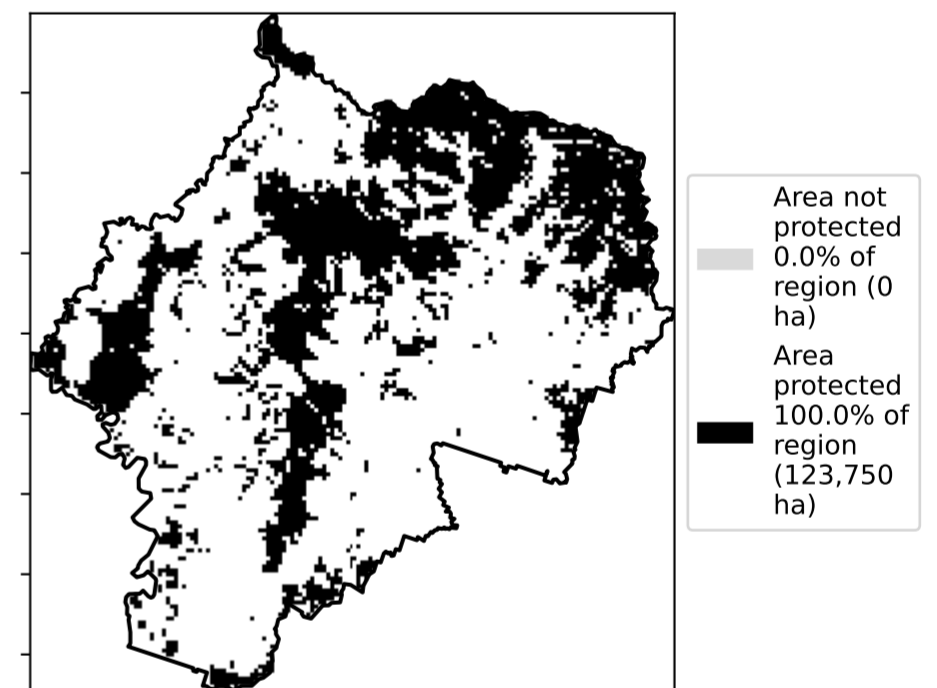 Area not
protected
0.0% of
region (0
ha)
Area
protected
100.0% of
region
(123,750
ha)